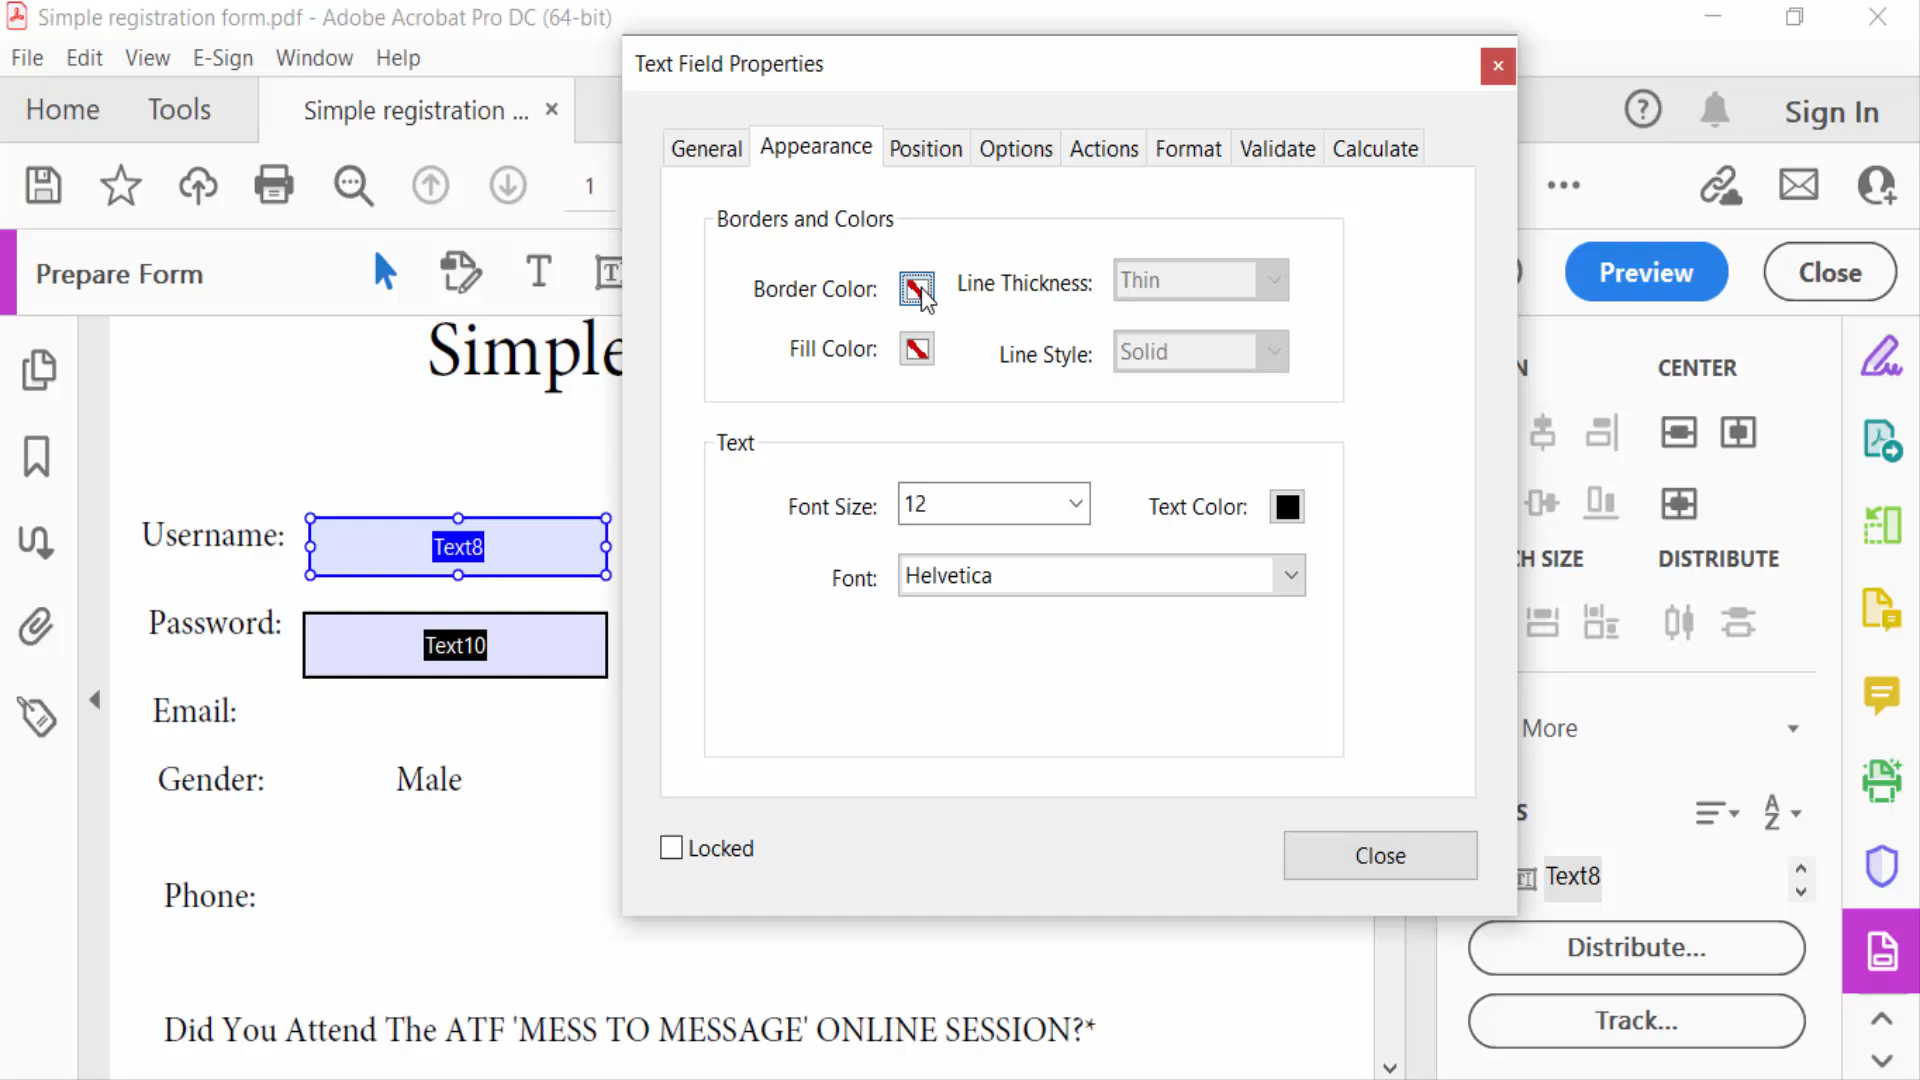 Simple registration form.pdf - Adobe Acrobat Pro DC (64-bit)
File Edit View E-Sign Window Help
Home Tools Simple registration ... ×
Sign In
1
Prepare Form
Preview Close
Text Field Properties
General Appearance Position Options Actions Format Validate Calculate
Borders and Colors
Border Color: Line Thickness: Thin
Fill Color: Line Style: Solid
Text
Font Size: 12 Text Color:
Font: Helvetica
Locked
Close
Simple
Username: Text8
Password: Text10
Email:
Gender: Male
Phone:
Did You Attend The ATF 'MESS TO MESSAGE' ONLINE SESSION?*
N CENTER
CH SIZE DISTRIBUTE
More
S
Text8
Distribute...
Track...